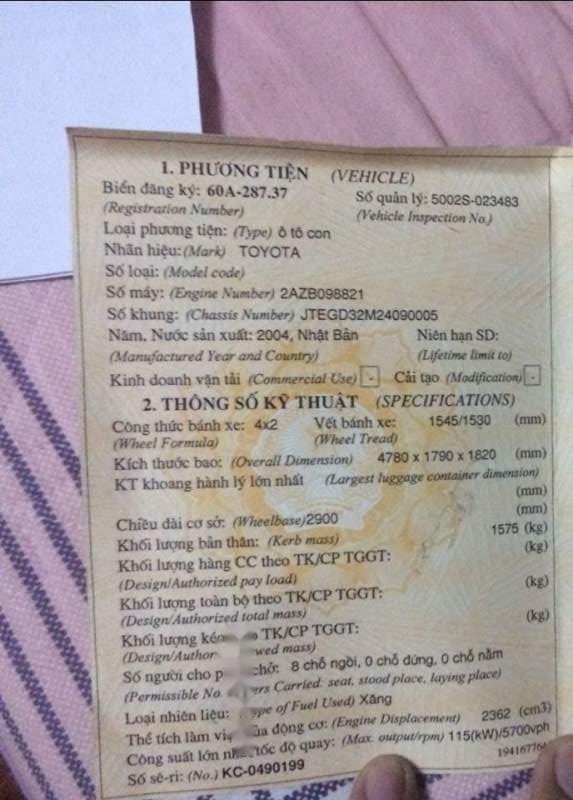 1. PHƯƠNG TIỆN (VEHICLE)
Biển đăng ký: 60A-287.37 Số quản lý: 5002S-023483
(Registration Number) (Vehicle Inspection No.)
Loại phương tiện: (Type) ô tô con
Nhãn hiệu: (Mark) TOYOTA
Số loại: (Model code)
Số máy: (Engine Number) 2AZB098821
Số khung: (Chassis Number) JTEGD32M24090005
Năm, Nước sản xuất: 2004, Nhật Bản Niên hạn SD:
(Manufactured Year and Country) (Lifetime limit to)
Kinh doanh vận tải (Commercial Use) - Cải tạo (Modification) -
2. THÔNG SỐ KỸ THUẬT (SPECIFICATIONS)
Công thức bánh xe: 4x2 Vết bánh xe: 1545/1530 (mm)
(Wheel Formula) (Wheel Tread)
Kích thước bao: (Overall Dimension) 4780 x 1790 x 1820 (mm)
KT khoang hành lý lớn nhất (Largest luggage container dimension)
(mm)
Chiều dài cơ sở: (Wheelbase) 2900 (mm)
Khối lượng bản thân: (Kerb mass) 1575 (kg)
Khối lượng hàng CC theo TK/CP TGGT: (kg)
(Design/Authorized pay load)
Khối lượng toàn bộ theo TK/CP TGGT: (kg)
(Design/Authorized total mass)
Khối lượng TK/CP TGGT: (kg)
(Design/ mass)
Số người cho chở: 8 chỗ ngồi, 0 chỗ đứng, 0 chỗ nằm
(Permissible No. Carried: seat, stood place, laying place)
Loại nhiên liệu: of Fuel Used) Xăng
Thể tích làm động cơ: (Engine Displacement) 2362 (cm3)
Công suất lớn tốc độ quay: (Max. output/rpm) 115(kW)/5700vph
Số sê-ri: (No.) KC-0490199